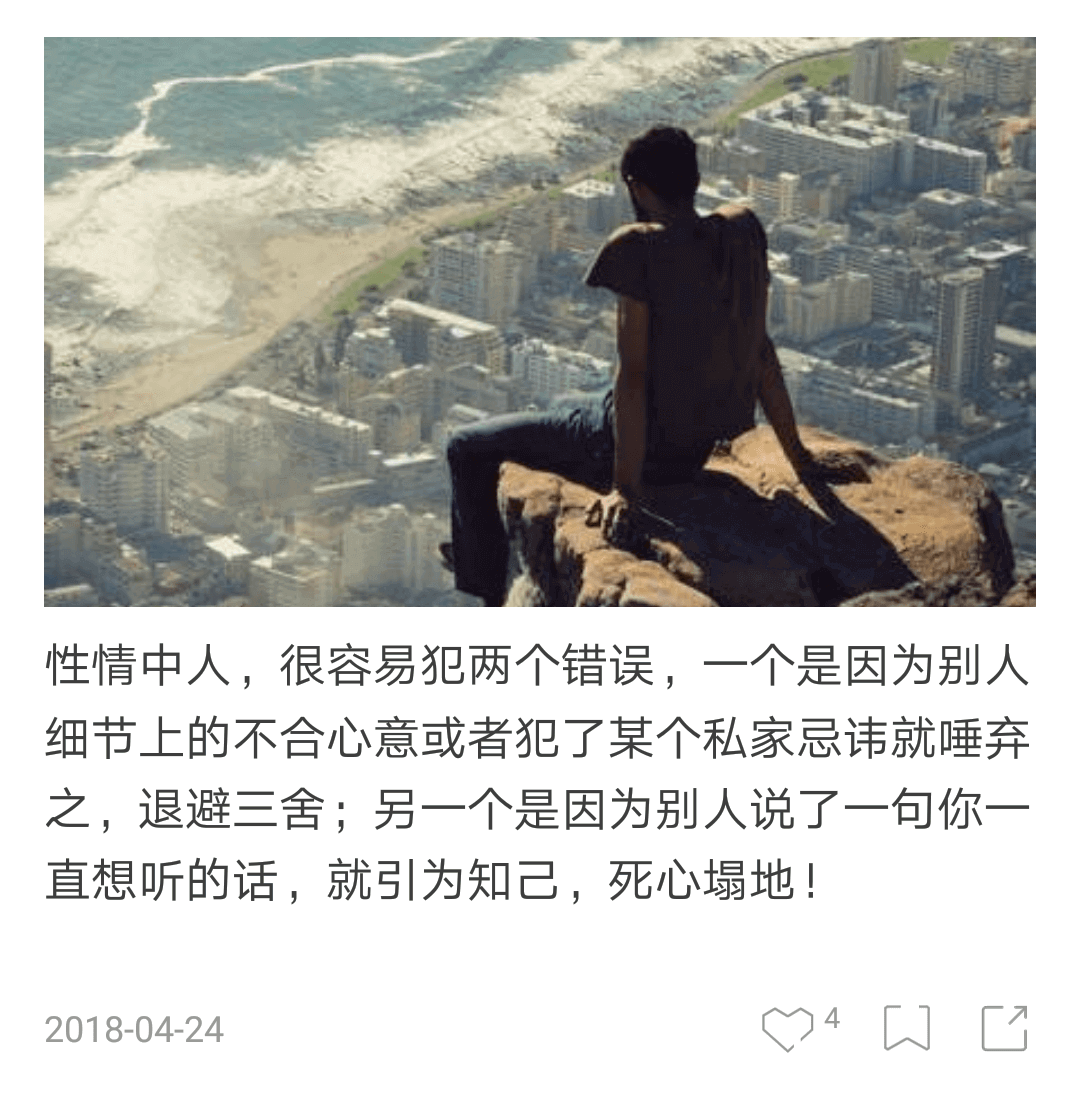 性情中人，很容易犯两个错误，一个是因为别人
细节上的不合心意或者犯了某个私家忌讳就唾弃
之，退避三舍；另一个是因为别人说了一句你一
直想听的话，就引为知己，死心塌地！
2018-04-24
4